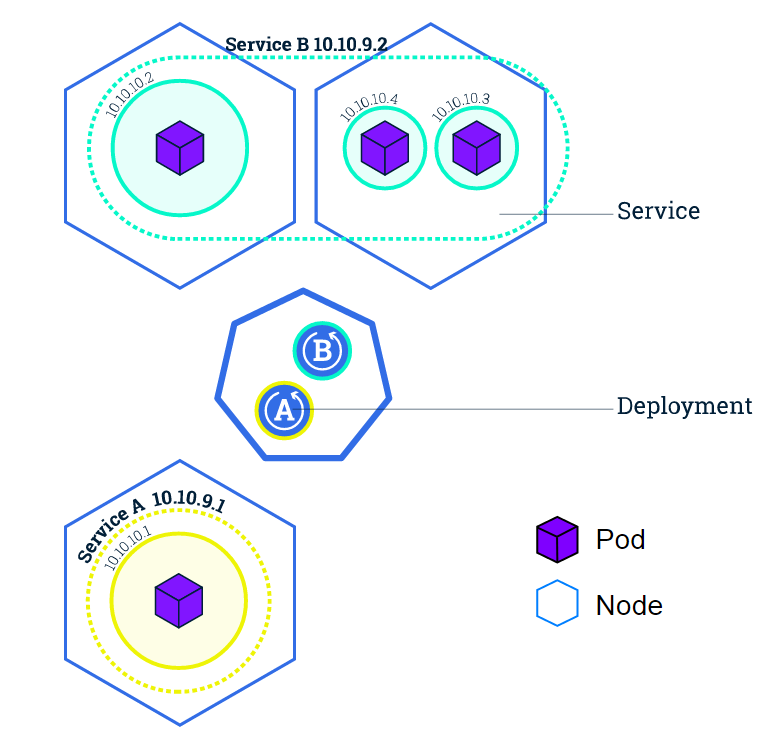 Service B 10.10.9.2
10.10.10.2
10.10.10.4
10.10.10.3
Service
B
A
Deployment
Service A 10.10.9.1
10.10.10.1
Pod
Node